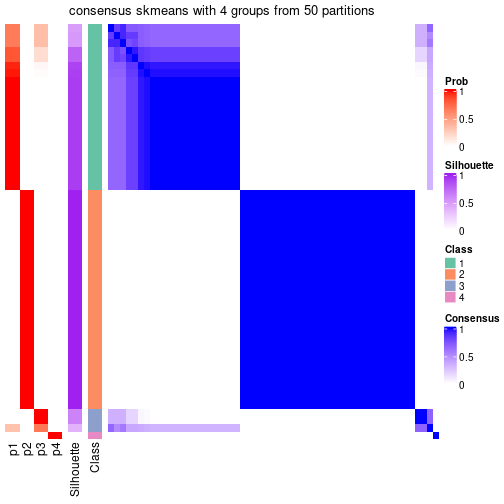 consensus skmeans with 4 groups from 50 partitions
Prob
1
0.5
0
Silhouette
1
0.5
0
Class
1
2
3
4
Consensus
1
0.5
0
p1
p2
p3
p4
Silhouette
Class